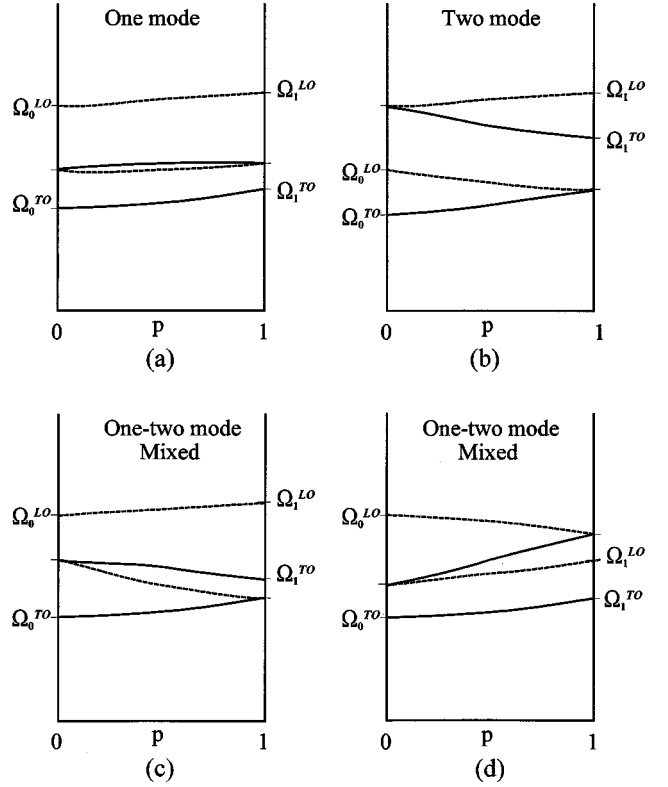 One mode
Ω₀ᴸᴼ
Ω₁ᴸᴼ
Ω₀ᵀᴼ
Ω₁ᵀᴼ
0
p
1
(a)
Two mode
Ω₁ᴸᴼ
Ω₁ᵀᴼ
Ω₀ᴸᴼ
Ω₀ᵀᴼ
0
p
1
(b)
One-two mode
Mixed
Ω₀ᴸᴼ
Ω₁ᴸᴼ
Ω₁ᵀᴼ
Ω₀ᵀᴼ
0
p
1
(c)
One-two mode
Mixed
Ω₀ᴸᴼ
Ω₁ᴸᴼ
Ω₀ᵀᴼ
Ω₁ᵀᴼ
0
p
1
(d)